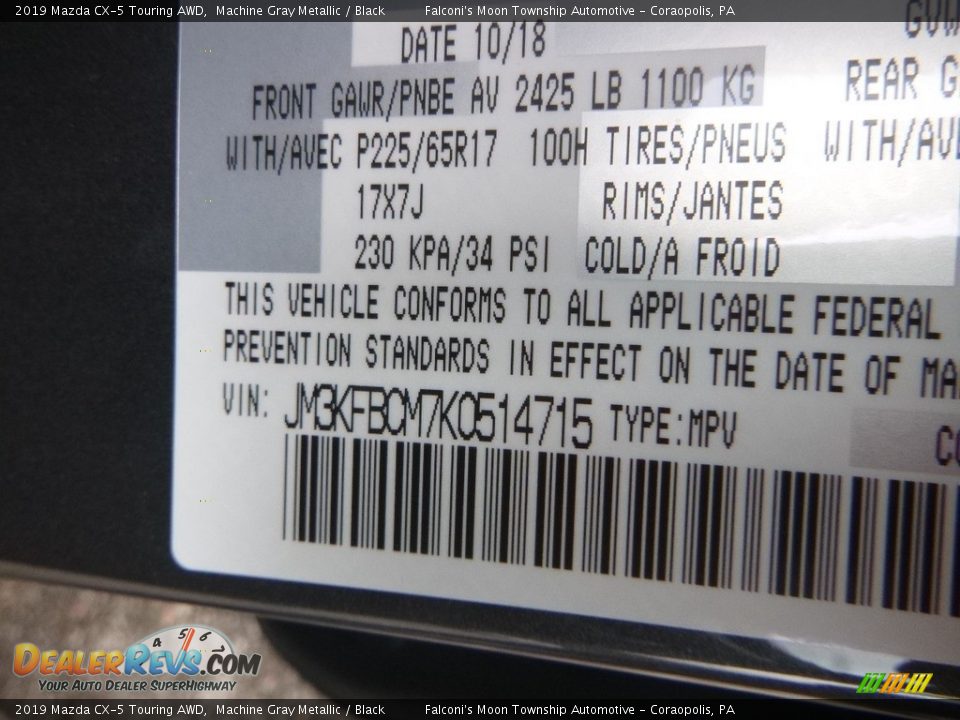 2019 Mazda CX-5 Touring AWD, Machine Gray Metallic / Black Falconi's Moon Township Automotive - Coraopolis, PA
DATE 10/18
FRONT GAWR/PNBE AV 2425 LB 1100 KG REAR
WITH/AVEC P225/65R17 100H TIRES/PNEUS WITH/AV
17X7J RIMS/JANTES
230 KPA/34 PSI COLD/A FROID
THIS VEHICLE CONFORMS TO ALL APPLICABLE FEDERAL
PREVENTION STANDARDS IN EFFECT ON THE DATE OF MA
VIN: JM3KFBCM7K0514715 TYPE:MPV
CO
4 5 6
DEALERREVS.COM
YOUR AUTO DEALER SUPERHIGHWAY
2019 Mazda CX-5 Touring AWD, Machine Gray Metallic / Black Falconi's Moon Township Automotive - Coraopolis, PA